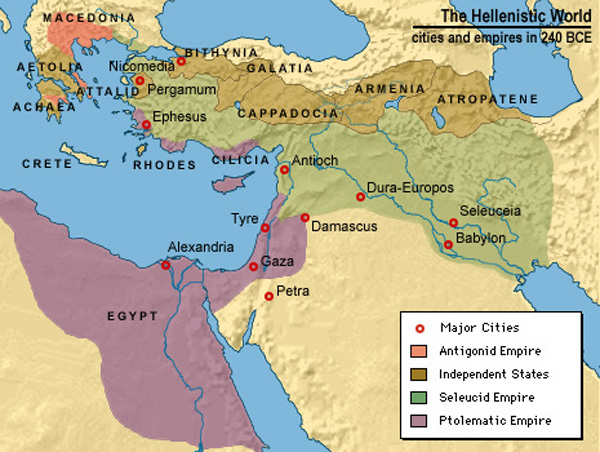 The Hellenistic World
cities and empires in 240 BCE
MACEDONIA
BITHYNIA
Nicomedia
GALATIA
AETOLIA
ATTALID
Pergamum
ARMENIA
ATROPATENE
ACHAEA
Ephesus
CAPPADOCIA
CRETE
RHODES
CILICIA
Antioch
Dura-Europos
Tyre
Damascus
Seleuceia
Babylon
Alexandria
Gaza
Petra
EGYPT
Major Cities
Antigonid Empire
Independent States
Seleucid Empire
Ptolematic Empire